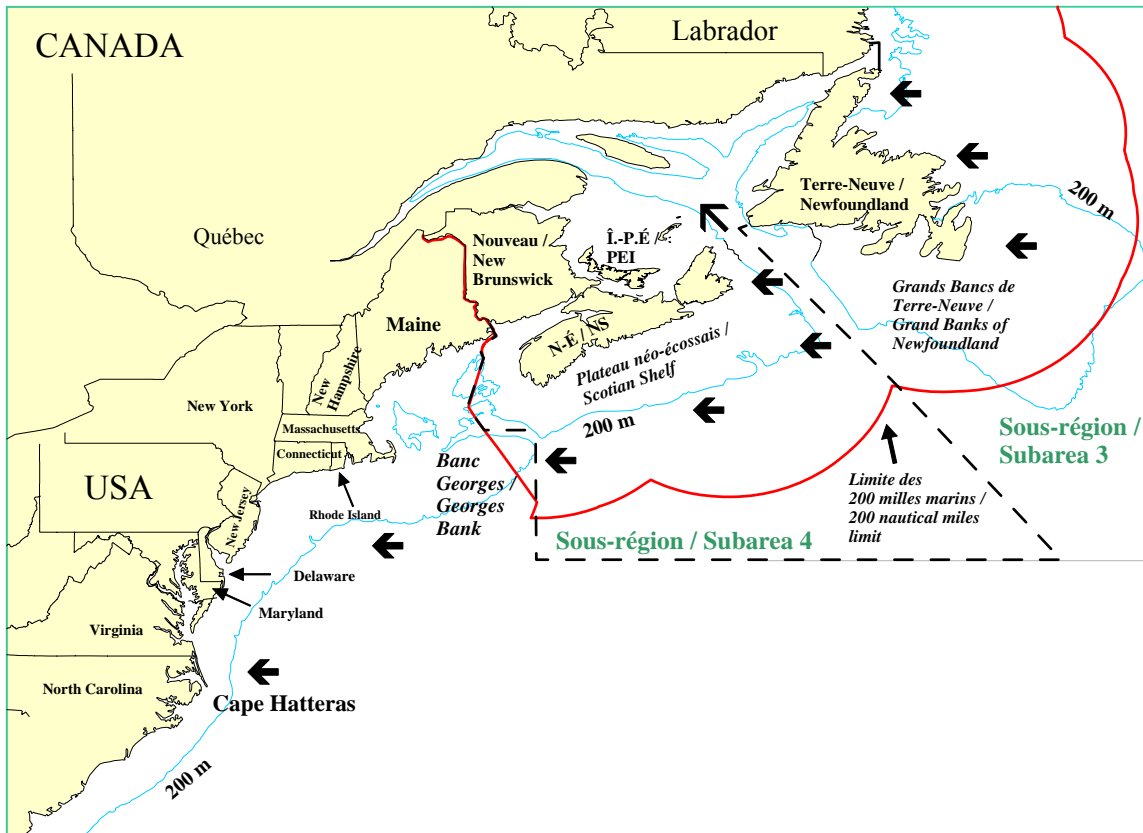 CANADA
Labrador
Terre-Neuve /
Newfoundland
200 m
Québec
Nouveau /
New
Brunswick
Î.-P.É / :
PEI
Grands Bancs de
Terre-Neuve /
Grand Banks of
Newfoundland
Maine
N-É / NS
Plateau néo-écossais /
Scotian Shelf
New
Hampshire
New York
Massachusetts
Connecticut
200 m
Sous-région /
Subarea 3
Banc
Georges /
Georges
Bank
Limite des
200 milles marins /
200 nautical miles
limit
USA
New Jersey
Rhode Island
Sous-région / Subarea 4
Delaware
Maryland
Virginia
North Carolina
Cape Hatteras
200 m